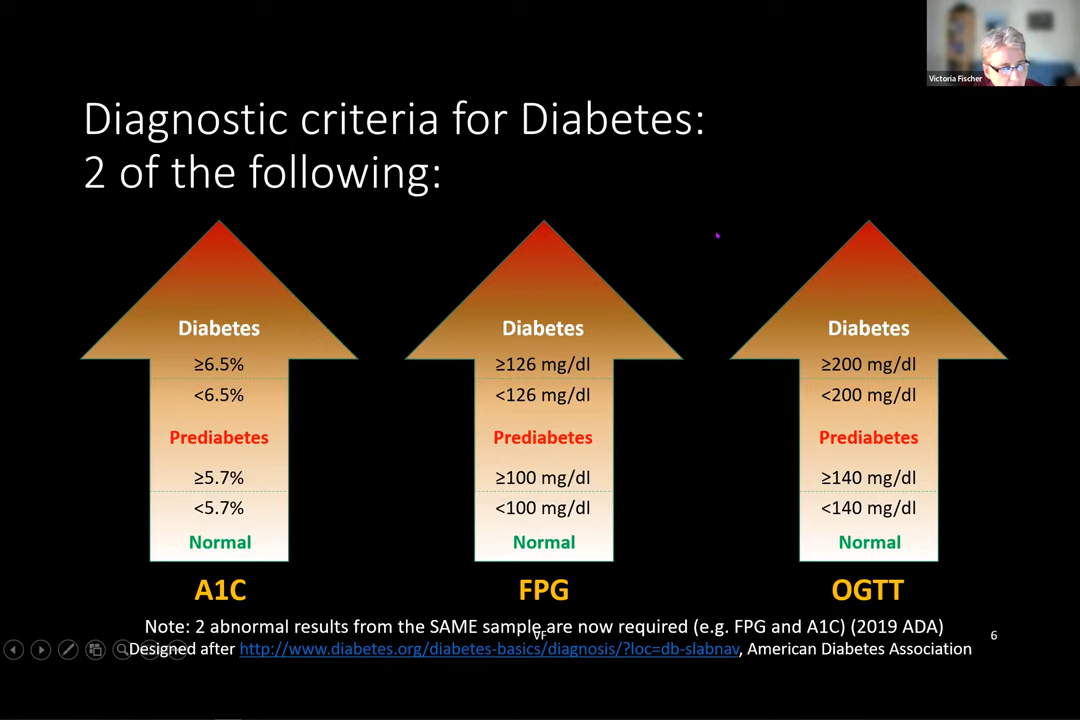 Victoria Fischer
Diagnostic criteria for Diabetes:
2 of the following:
Diabetes
≥6.5%
<6.5%
Prediabetes
≥5.7%
<5.7%
Normal
A1C
Diabetes
≥126 mg/dl
<126 mg/dl
Prediabetes
≥100 mg/dl
<100 mg/dl
Normal
FPG
Diabetes
≥200 mg/dl
<200 mg/dl
Prediabetes
≥140 mg/dl
<140 mg/dl
Normal
OGTT
Note: 2 abnormal results from the SAME sample are now required (e.g. FPG and A1C) (2019 ADA)
VF
6
Designed after http://www.diabetes.org/diabetes-basics/diagnosis/?loc=db-slabnav, American Diabetes Association